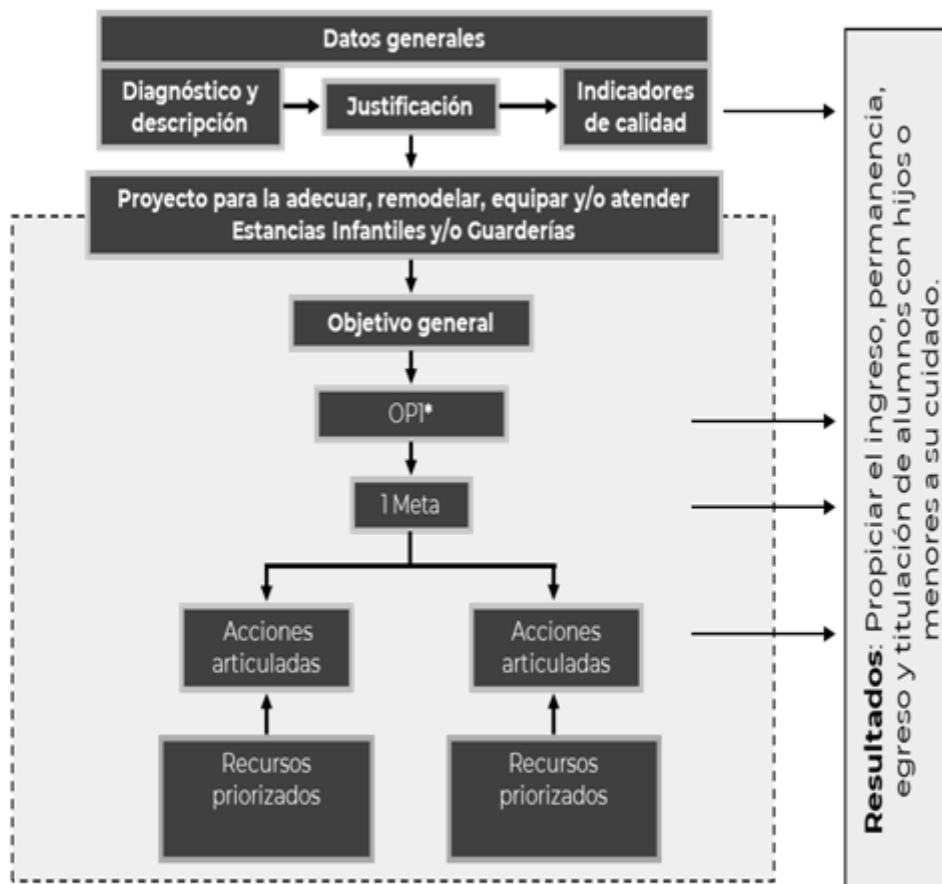 Datos generales
Diagnóstico y
descripción
Justificación
Indicadores
de calidad
Proyecto para la adecuar, remodelar, equipar y/o atender
Estancias Infantiles y/o Guarderías
Objetivo general
OP1*
1 Meta
Acciones
articuladas
Acciones
articuladas
Recursos
priorizados
Recursos
priorizados
Resultados: Propiciar el ingreso, permanencia,
egreso y titulación de alumnos con hijos o
menores a su cuidado.